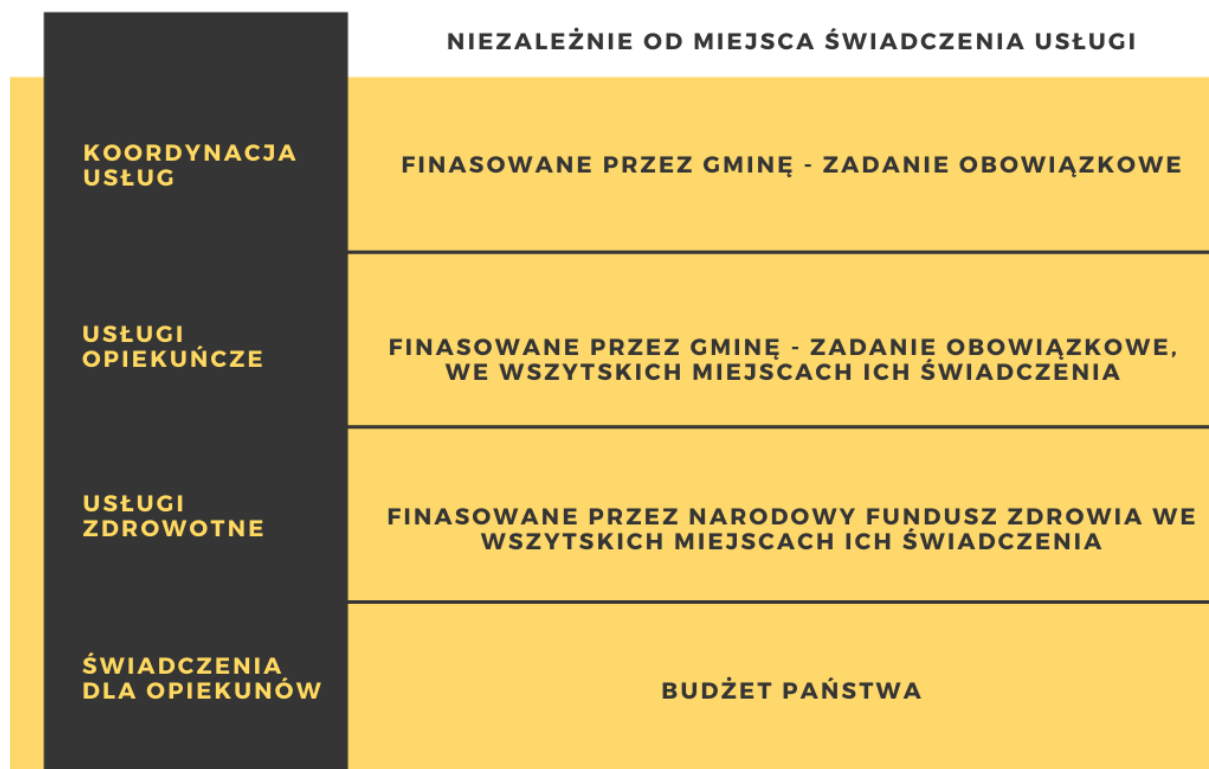 NIEZALEŻNIE OD MIEJSCA ŚWIADCZENIA USŁUGI
KOORDYNACJA
USŁUG
FINASOWANE PRZEZ GMINĘ - ZADANIE OBOWIĄZKOWE
USŁUGI
OPIEKUŃCZE
FINASOWANE PRZEZ GMINĘ - ZADANIE OBOWIĄZKOWE,
WE WSZYTSKICH MIEJSCACH ICH ŚWIADCZENIA
USŁUGI
ZDROWOTNE
FINASOWANE PRZEZ NARODOWY FUNDUSZ ZDROWIA WE
WSZYTSKICH MIEJSCACH ICH ŚWIADCZENIA
ŚWIADCZENIA
DLA OPIEKUNÓW
BUDŻET PAŃSTWA